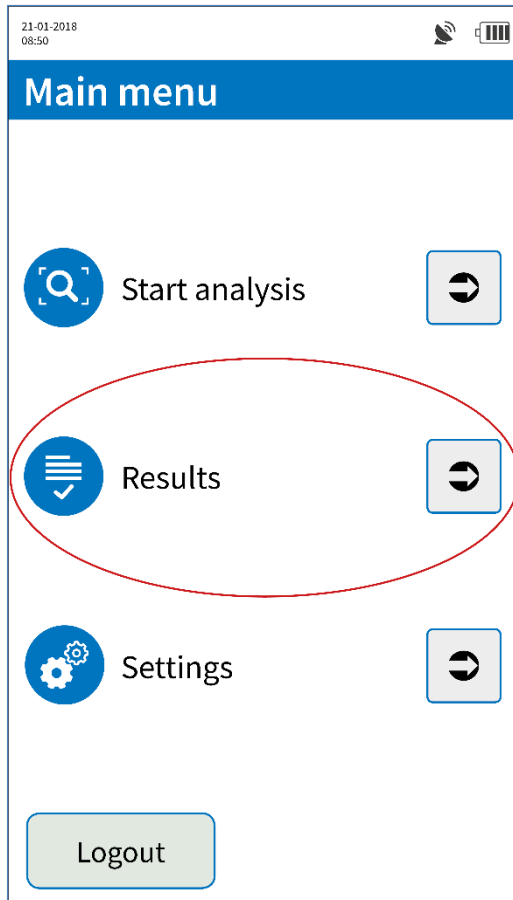 21-01-2018
08:50
Main menu
Start analysis
Results
Settings
Logout